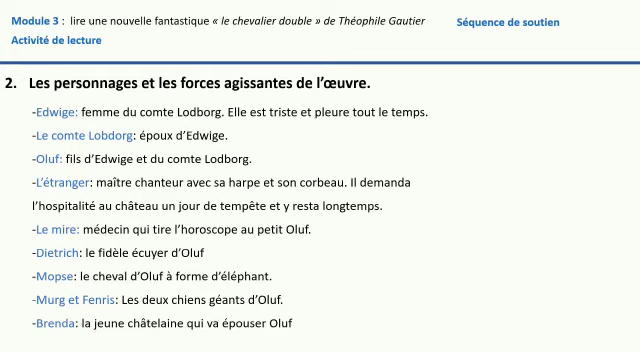 Module 3 : lire une nouvelle fantastique « le chevalier double » de Théophile Gautier
Séquence de soutien
Activité de lecture
2. Les personnages et les forces agissantes de l’œuvre.
-Edwige: femme du comte Lodborg. Elle est triste et pleure tout le temps.
-Le comte Lobdorg: époux d’Edwige.
-Oluf: fils d’Edwige et du comte Lodborg.
-L’étranger: maître chanteur avec sa harpe et son corbeau. Il demanda
l’hospitalité au château un jour de tempête et y resta longtemps.
-Le mire: médecin qui tire l’horoscope au petit Oluf.
-Dietrich: le fidèle écuyer d’Oluf
-Mopse: le cheval d’Oluf à forme d’éléphant.
-Murg et Fenris: Les deux chiens géants d’Oluf.
-Brenda: la jeune châtelaine qui va épouser Oluf